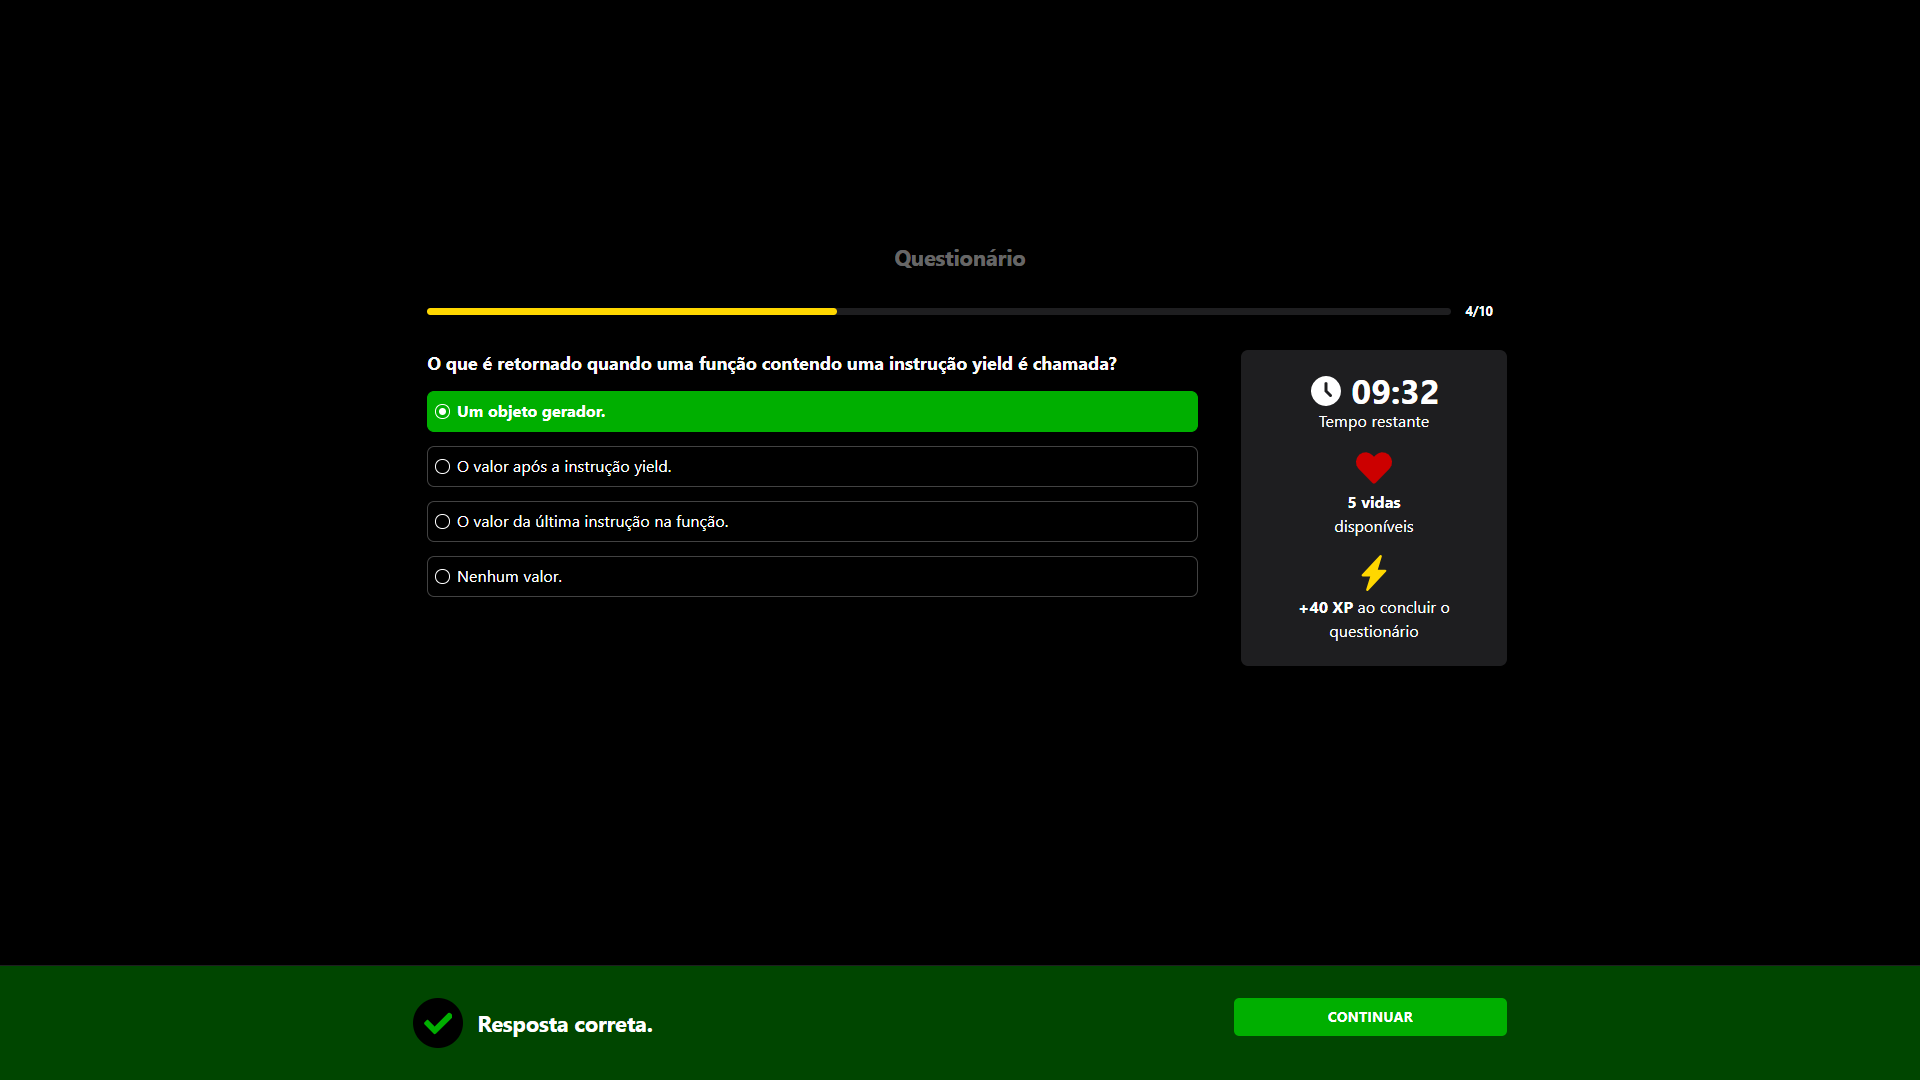 Questionário
4/10
O que é retornado quando uma função contendo uma instrução yield é chamada?
Um objeto gerador.
O valor após a instrução yield.
O valor da última instrução na função.
Nenhum valor.
09:32
Tempo restante
5 vidas
disponíveis
+40 XP ao concluir o
questionário
Resposta correta.
CONTINUAR